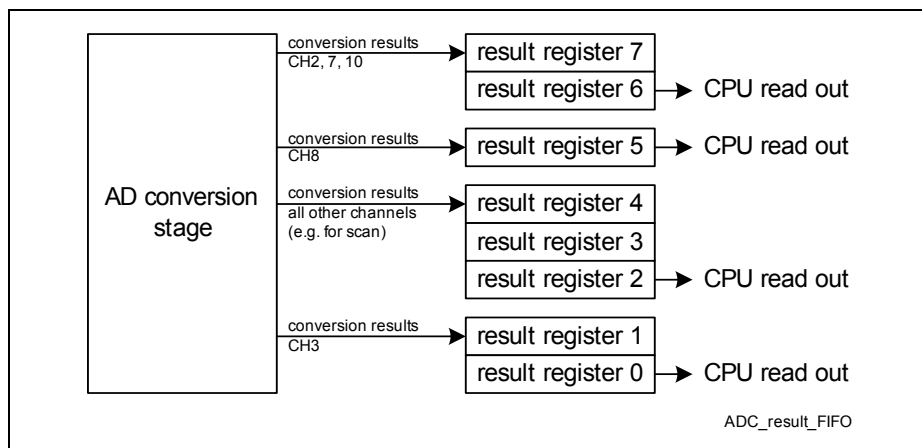 conversion results
CH2, 7, 10
result register 7
result register 6
CPU read out
conversion results
CH8
result register 5
CPU read out
AD conversion
stage
conversion results
all other channels
(e.g. for scan)
result register 4
result register 3
result register 2
CPU read out
conversion results
CH3
result register 1
result register 0
CPU read out
ADC_result_FIFO